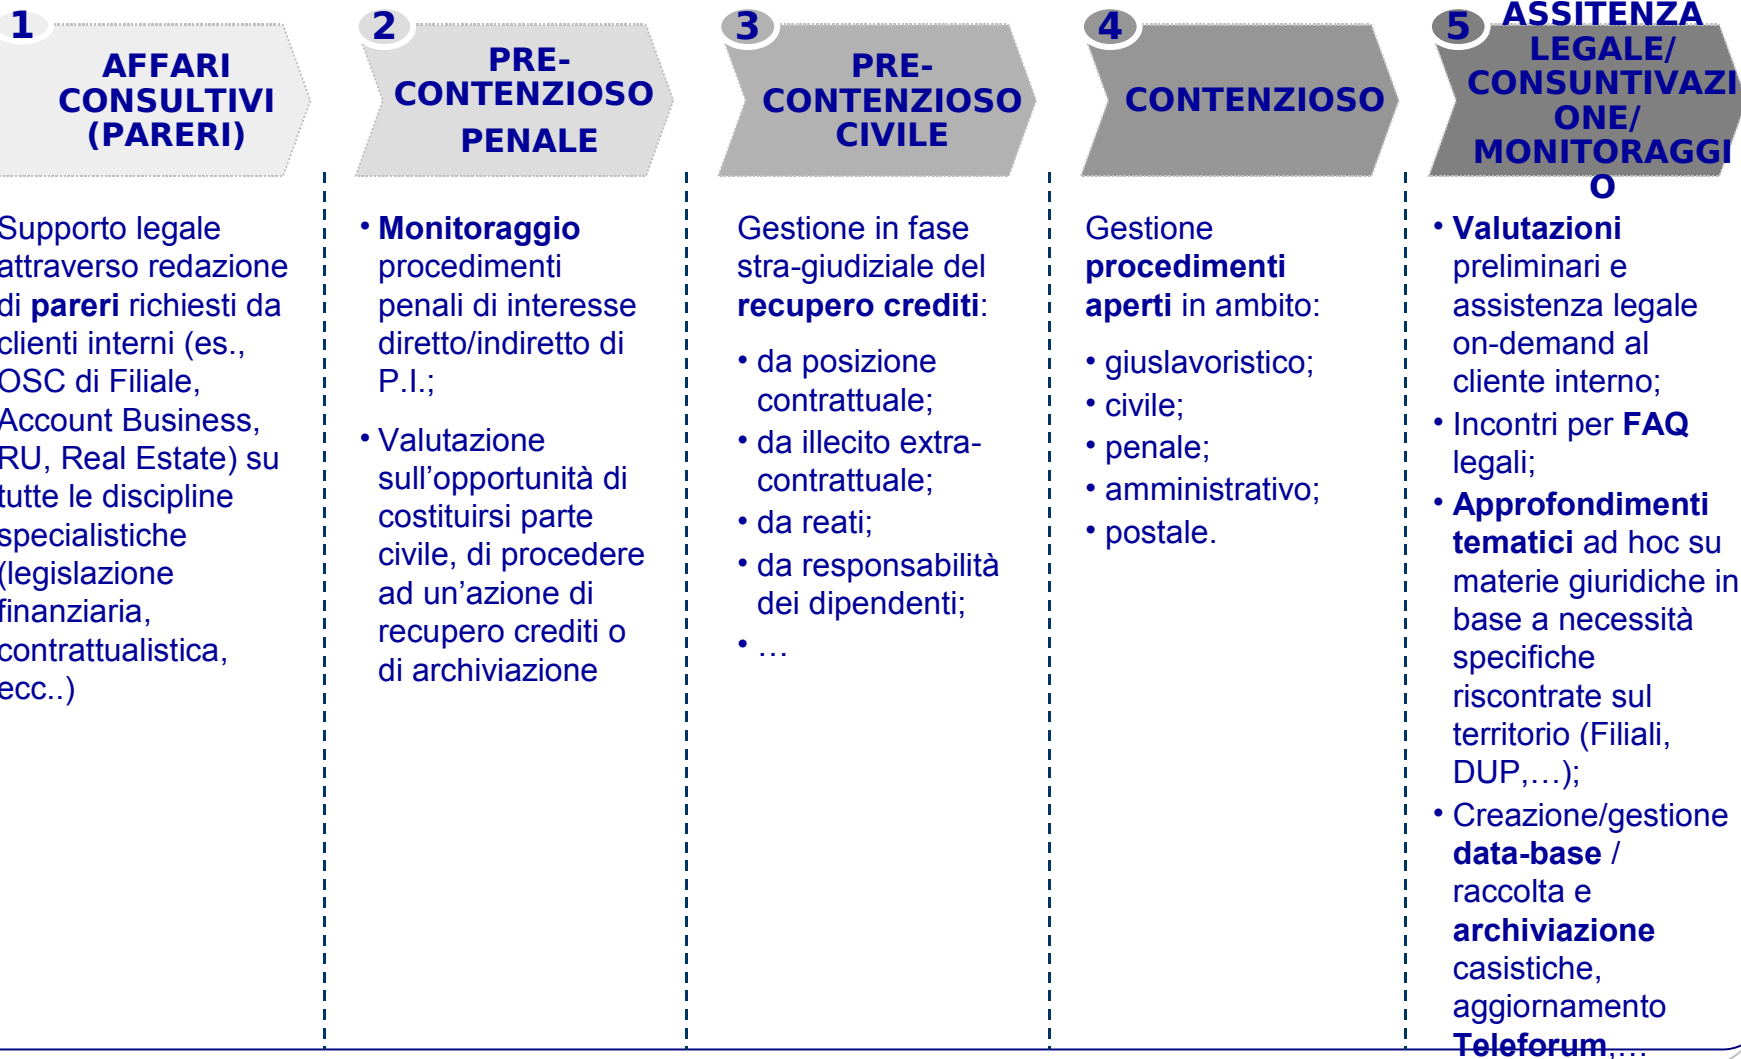 1
AFFARI
CONSULTIVI
(PARERI)
Supporto legale
attraverso redazione
di pareri richiesti da
clienti interni (es.,
OSC di Filiale,
Account Business,
RU, Real Estate) su
tutte le discipline
specialistiche
(legislazione
finanziaria,
contrattualistica,
ecc..)
2
PRE-
CONTENZIOSO
PENALE
• Monitoraggio
procedimenti
penali di interesse
diretto/indiretto di
P.I.;
• Valutazione
sull’opportunità di
costituirsi parte
civile, di procedere
ad un’azione di
recupero crediti o
di archiviazione
3
PRE-
CONTENZIOSO
CIVILE
Gestione in fase
stra-giudiziale del
recupero crediti:
• da posizione
contrattuale;
• da illecito extra-
contrattuale;
• da reati;
• da responsabilità
dei dipendenti;
• …
4
CONTENZIOSO
Gestione
procedimenti
aperti in ambito:
• giuslavoristico;
• civile;
• penale;
• amministrativo;
• postale.
5
ASSITENZA
LEGALE/
CONSUNTIVAZI
ONE/
MONITORAGGI
O
• Valutazioni
preliminari e
assistenza legale
on-demand al
cliente interno;
• Incontri per FAQ
legali;
• Approfondimenti
tematici ad hoc su
materie giuridiche in
base a necessità
specifiche
riscontrate sul
territorio (Filiali,
DUP,…);
• Creazione/gestione
data-base /
raccolta e
archiviazione
casistiche,
aggiornamento
Teleforum,…